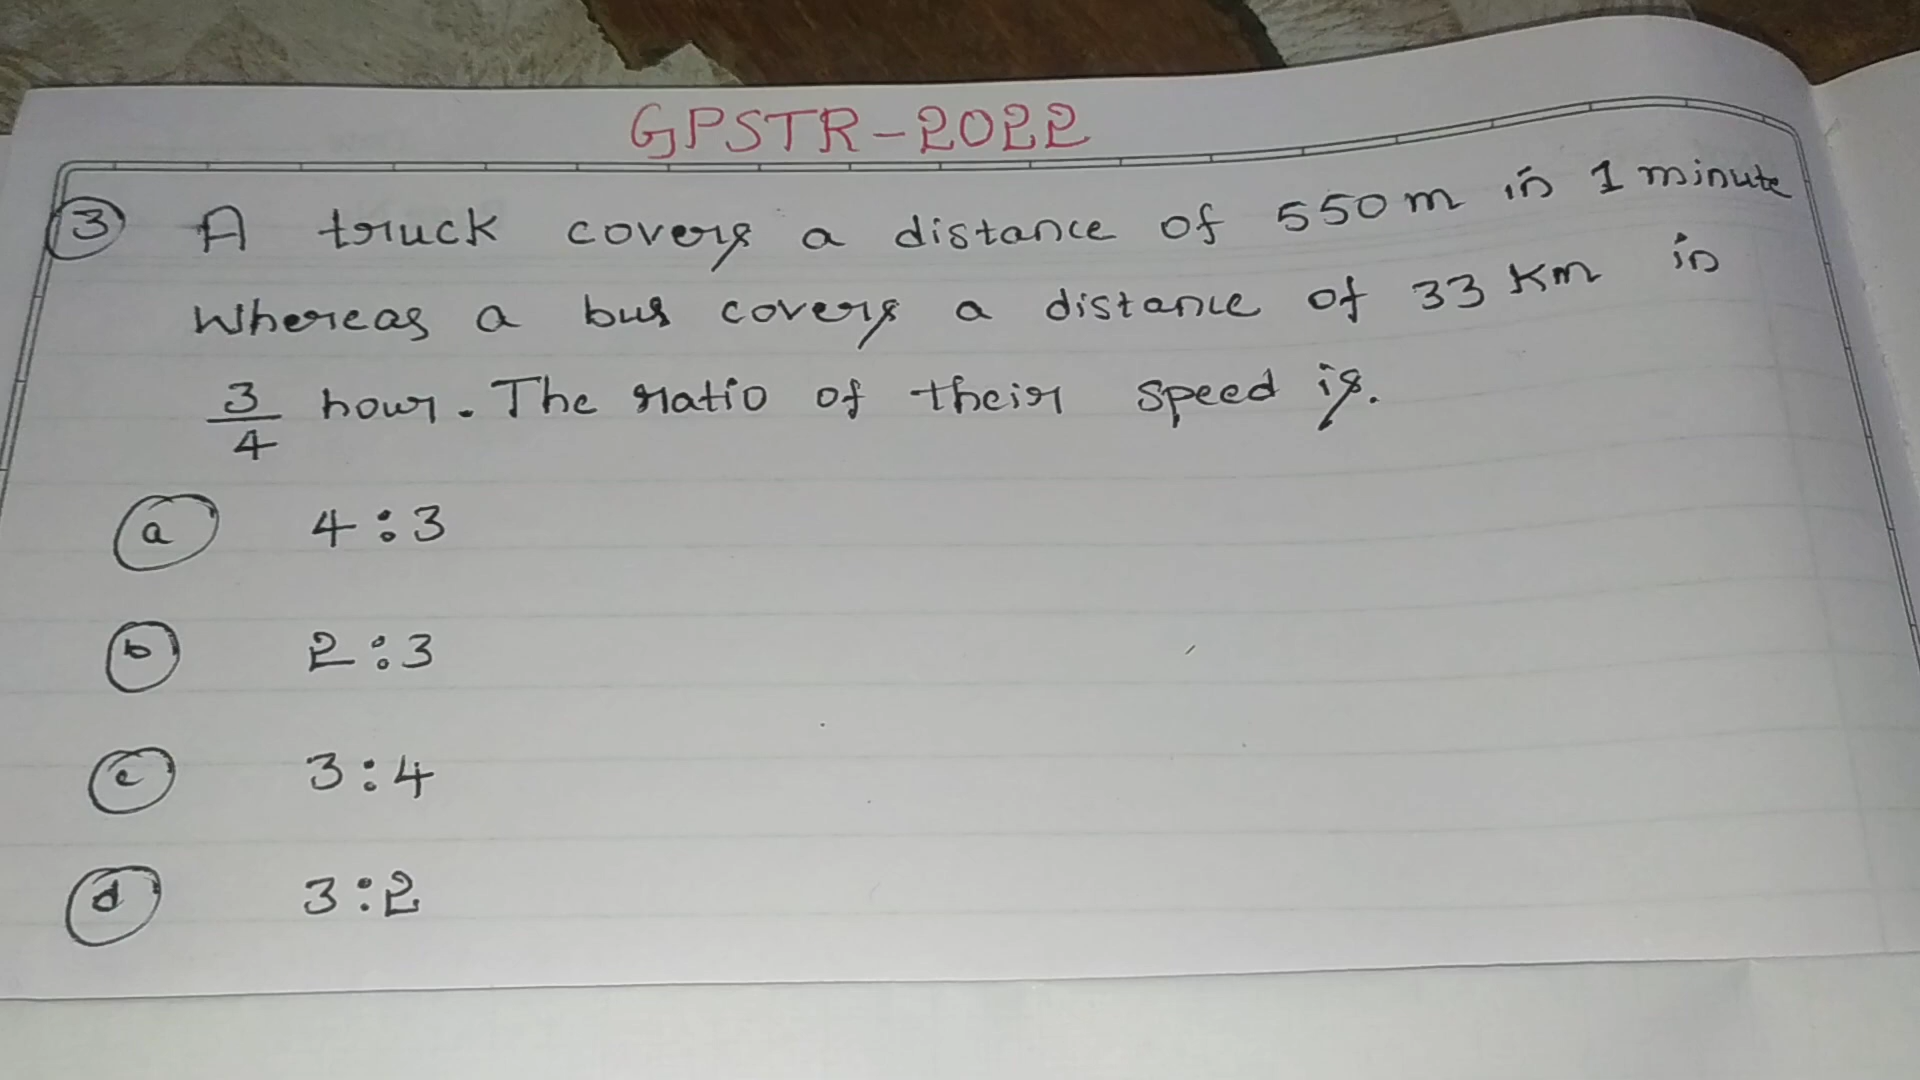 GPSTR-2022
3 A truck covers a distance of 550m in 1 minute
Whereas a bus covers a distance of 33 Km in
3/4 hour. The ratio of their speed is.
a 4:3
b 2:3
c 3:4
d 3:2